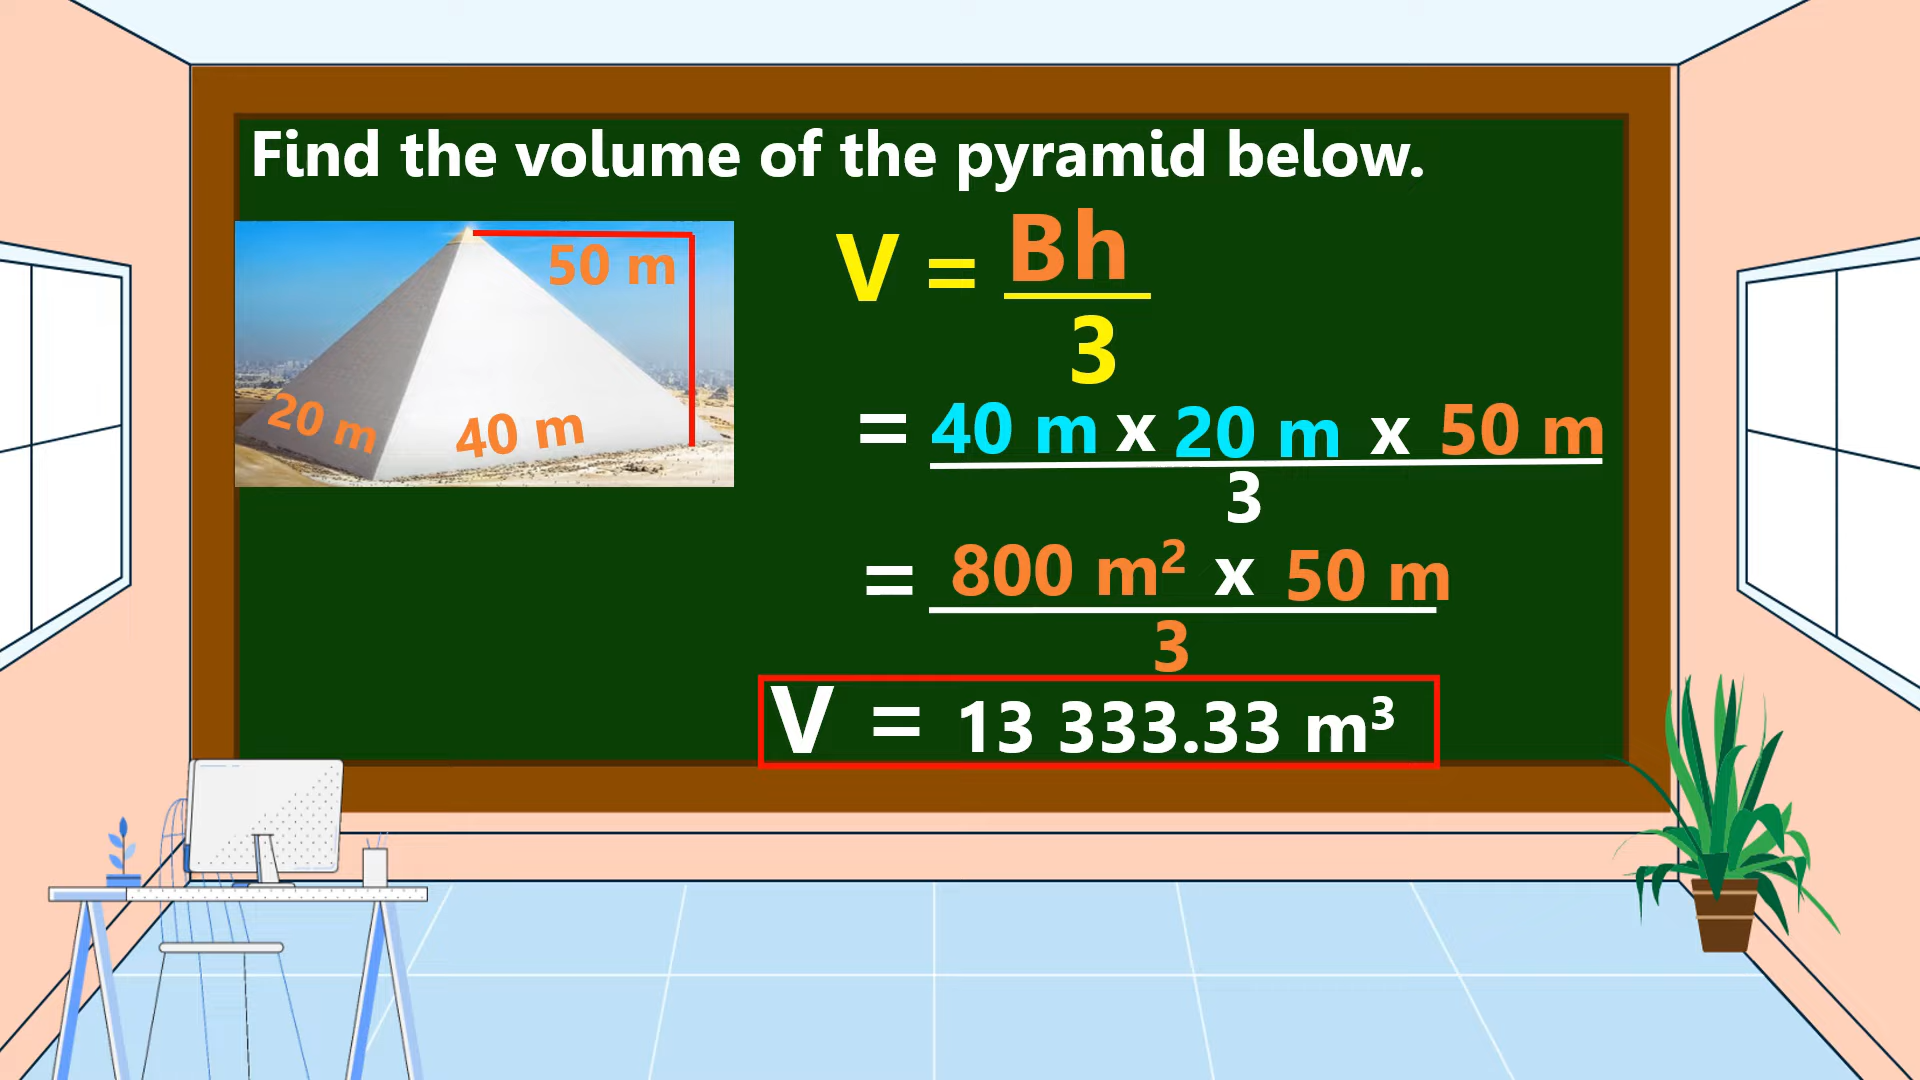 Find the volume of the pyramid below.
50 m
20 m
40 m
V = Bh
3
= 40 m x 20 m x 50 m
3
= 800 m² x 50 m
3
V = 13 333.33 m³